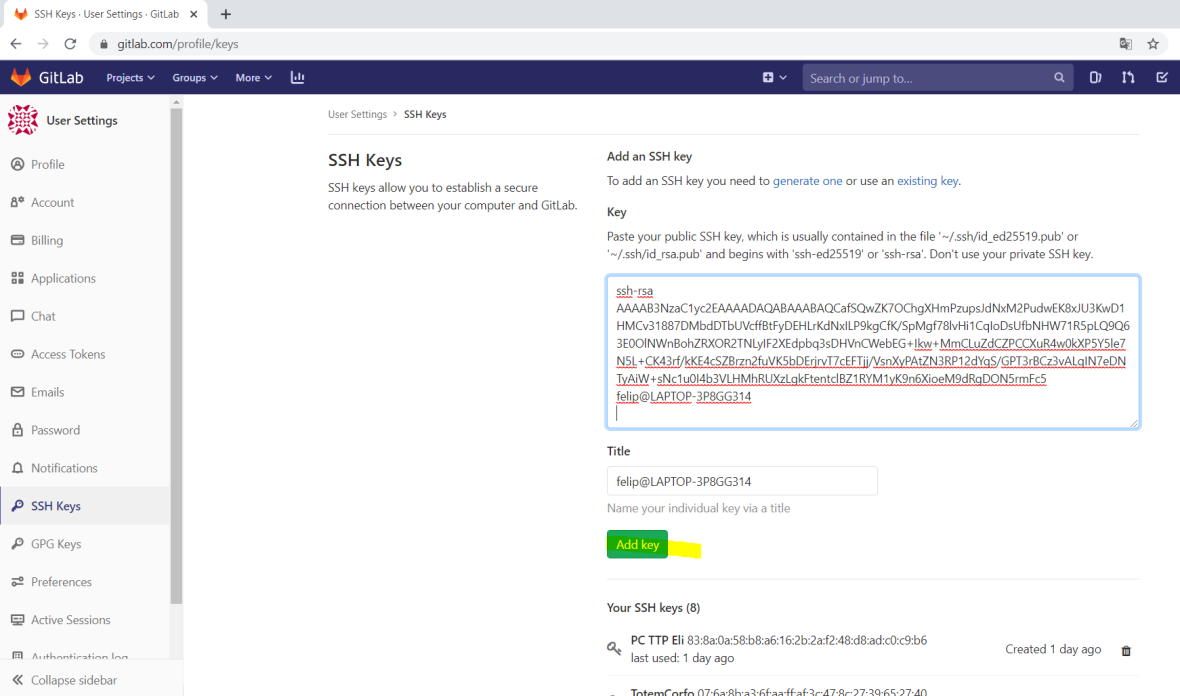 SSH Keys · User Settings · GitLab
gitlab.com/profile/keys
GitLab Projects Groups More
Search or jump to...
User Settings
Profile
Account
Billing
Applications
Chat
Access Tokens
Emails
Password
Notifications
SSH Keys
GPG Keys
Preferences
Active Sessions
Authentication log
Collapse sidebar
User Settings > SSH Keys
SSH Keys
SSH keys allow you to establish a secure
connection between your computer and GitLab.
Add an SSH key
To add an SSH key you need to generate one or use an existing key.
Key
Paste your public SSH key, which is usually contained in the file '~/.ssh/id_ed25519.pub' or
'~/.ssh/id_rsa.pub' and begins with 'ssh-ed25519' or 'ssh-rsa'. Don't use your private SSH key.
ssh-rsa
AAAAB3NzaC1yc2EAAAADAQABAAABAQCafSQwZK7OChgXHmPzupsJdNxM2PudwEK8xJU3KwD1
felip@LAPTOP-3P8GG314
Title
felip@LAPTOP-3P8GG314
Name your individual key via a title
Add key
Your SSH keys (8)
PC TTP Eli 83:8a:0a:58:b8:a6:16:2b:2a:f2:48:d8:ad:c0:c9:b6
last used: 1 day ago
Created 1 day ago
TotemCorfo 07:6a:8b:a3:6f:aa:ff:af:3c:47:8c:27:39:65:27:40